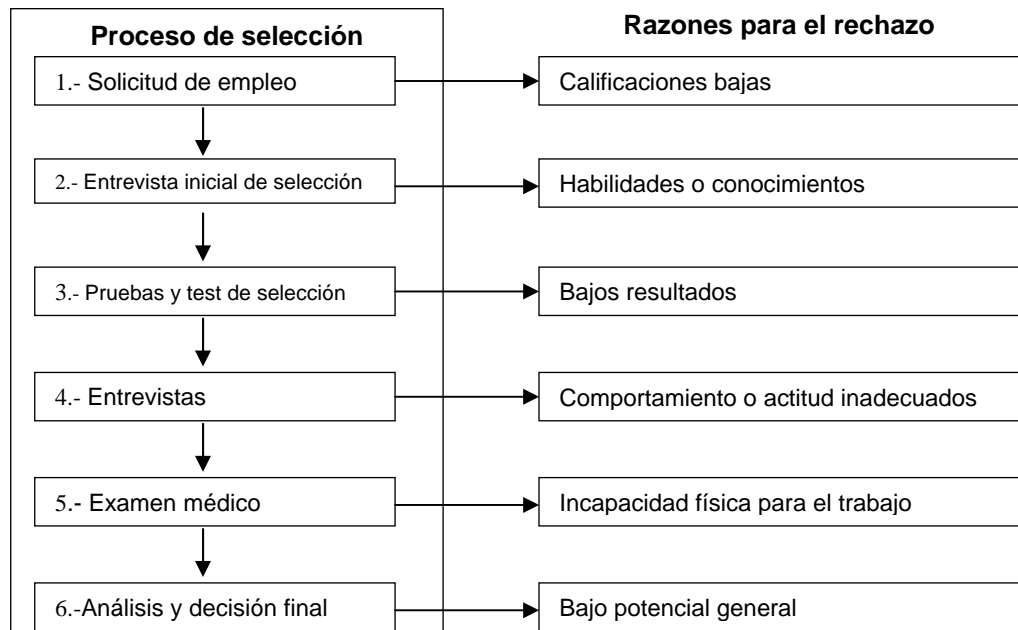 Proceso de selección
Razones para el rechazo
1.- Solicitud de empleo
Calificaciones bajas
2.- Entrevista inicial de selección
Habilidades o conocimientos
3.- Pruebas y test de selección
Bajos resultados
4.- Entrevistas
Comportamiento o actitud inadecuados
5.- Examen médico
Incapacidad física para el trabajo
6.-Análisis y decisión final
Bajo potencial general